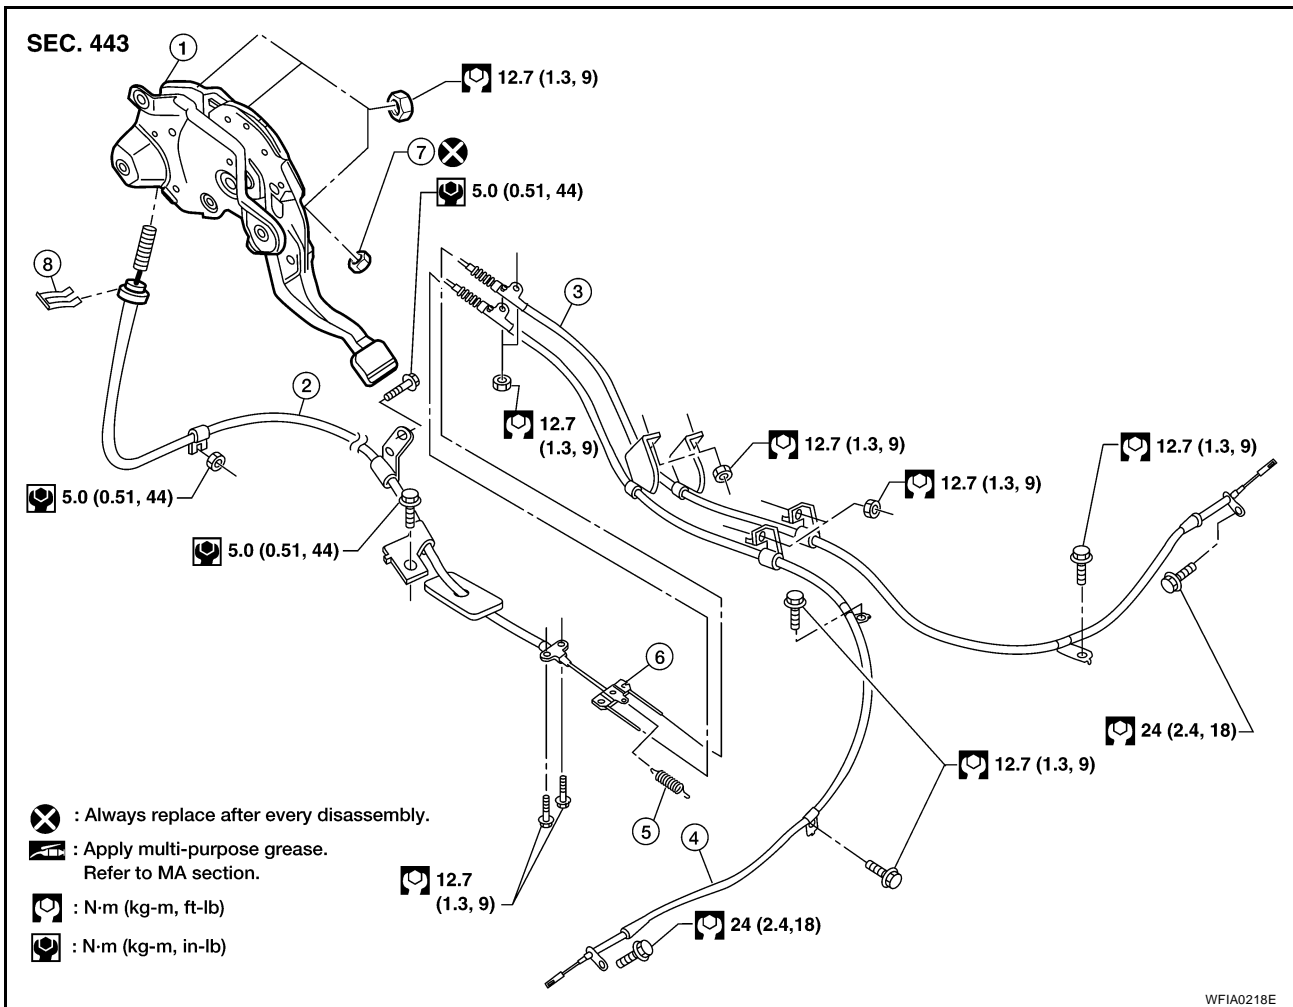 SEC. 443
1
12.7 (1.3, 9)
7
5.0 (0.51, 44)
8
3
2
12.7
(1.3, 9)
12.7 (1.3, 9)
12.7 (1.3, 9)
12.7 (1.3, 9)
5.0 (0.51, 44)
5.0 (0.51, 44)
6
24 (2.4, 18)
12.7 (1.3, 9)
5
4
: Always replace after every disassembly.
: Apply multi-purpose grease.
Refer to MA section.
: N·m (kg-m, ft-lb)
: N·m (kg-m, in-lb)
12.7
(1.3, 9)
24 (2.4,18)
WFIA0218E